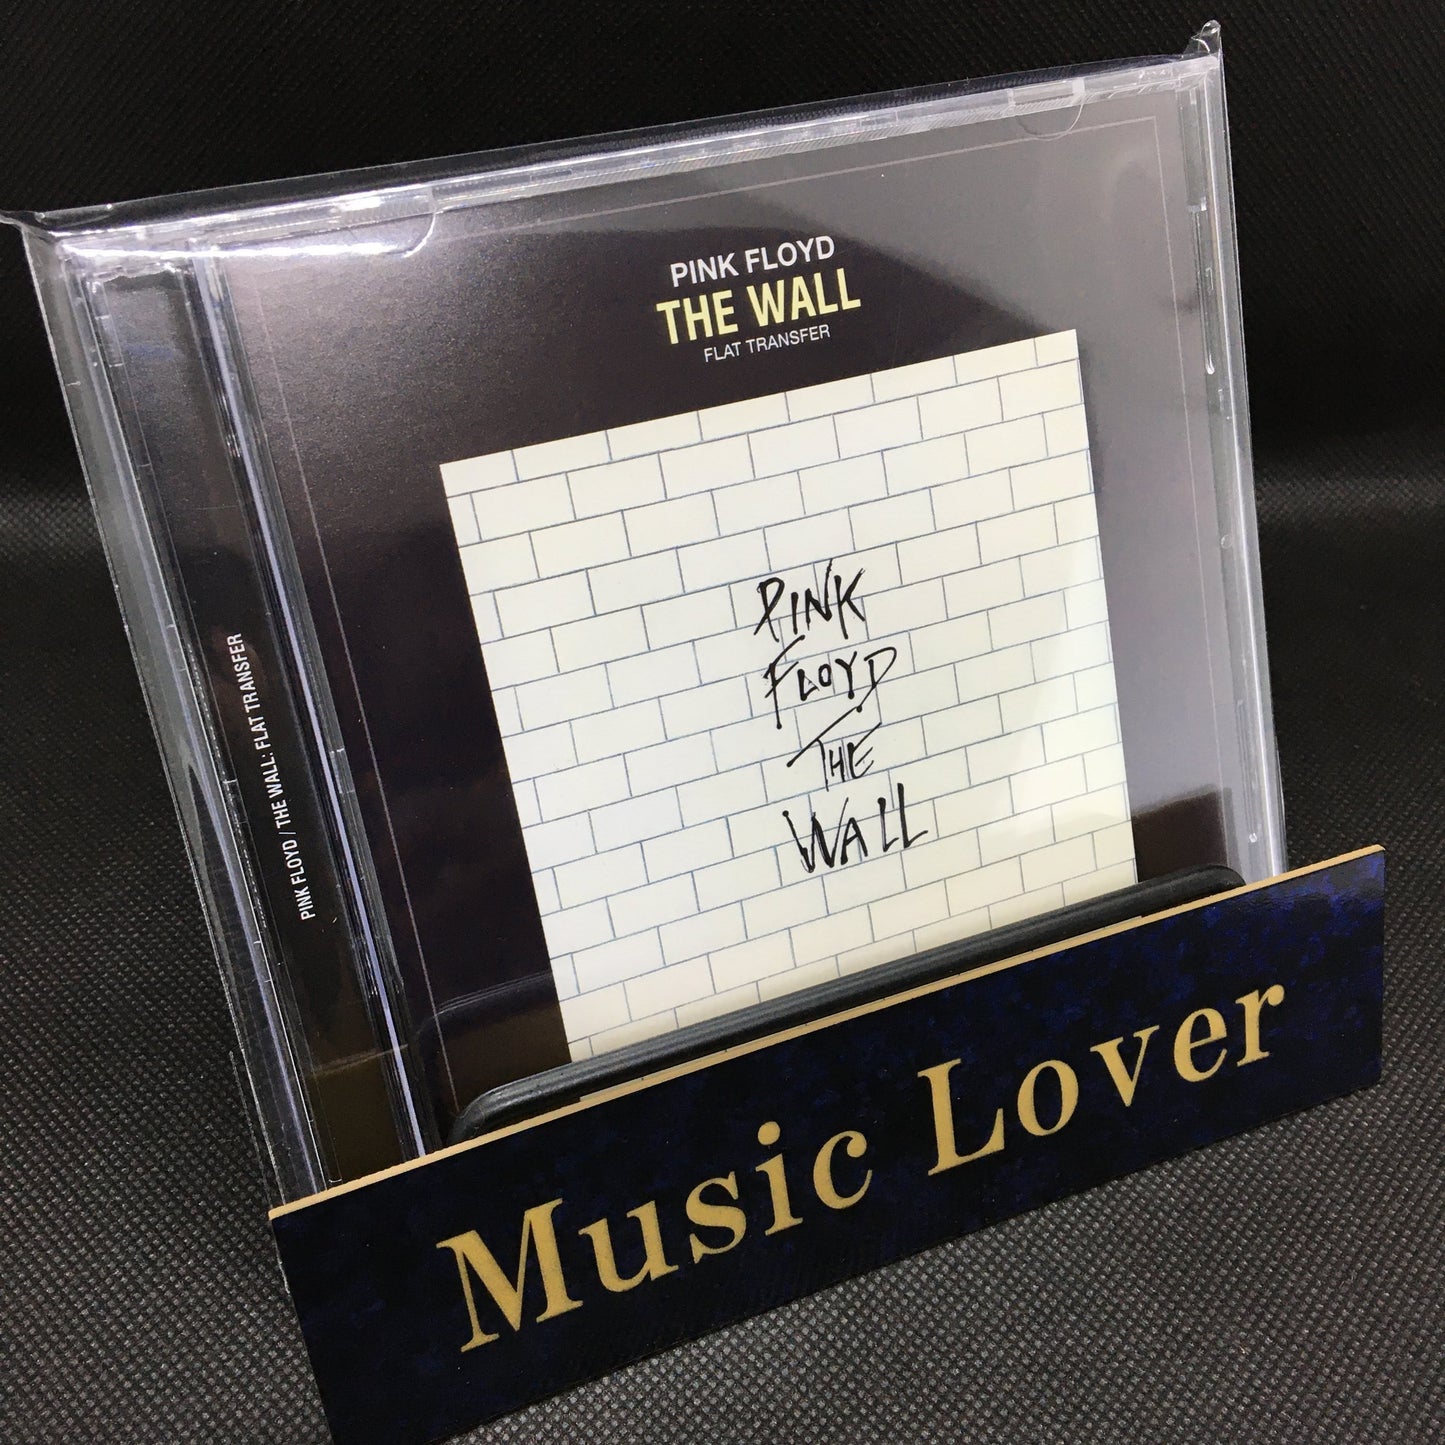 PINK FLOYD
THE WALL
FLAT TRANSFER
PINK
FLOYD
THE
WALL
PINK FLOYD / THE WALL: FLAT TRANSFER
Music Lover